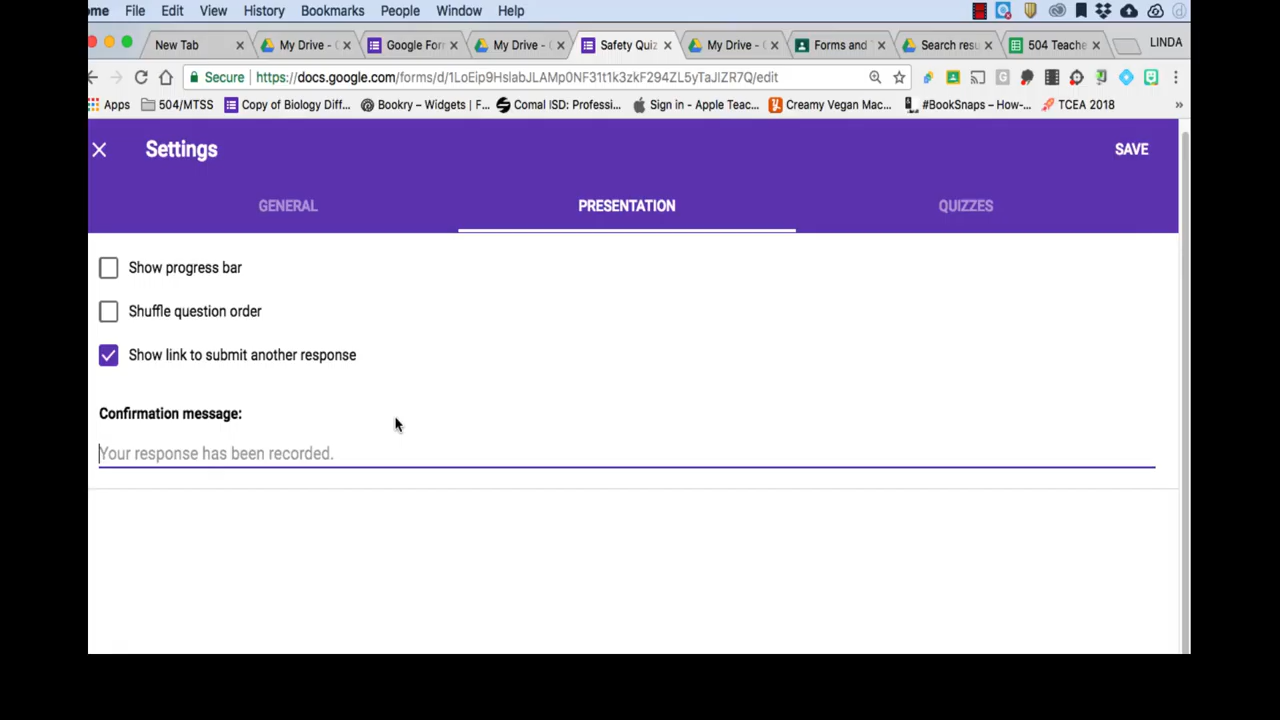 ome File Edit View History Bookmarks People Window Help
New Tab My Drive - My Drive - Safety Quiz My Drive - Forms and Search resu 504 Teache LINDA
Secure https://docs.google.com/forms/d/1LoEip9HslabJLAMp0NF31t1k3zkF294ZL5yTaJIZR7Q/edit
Apps 504/MTSS Copy of Biology Diff... Bookry – Widgets | F... Comal ISD: Professi... Sign in - Apple Teac... Creamy Vegan Mac... #BookSnaps – How-... TCEA 2018 »
Settings SAVE
GENERAL PRESENTATION QUIZZES
Show progress bar
Shuffle question order
Show link to submit another response
Confirmation message:
Your response has been recorded.